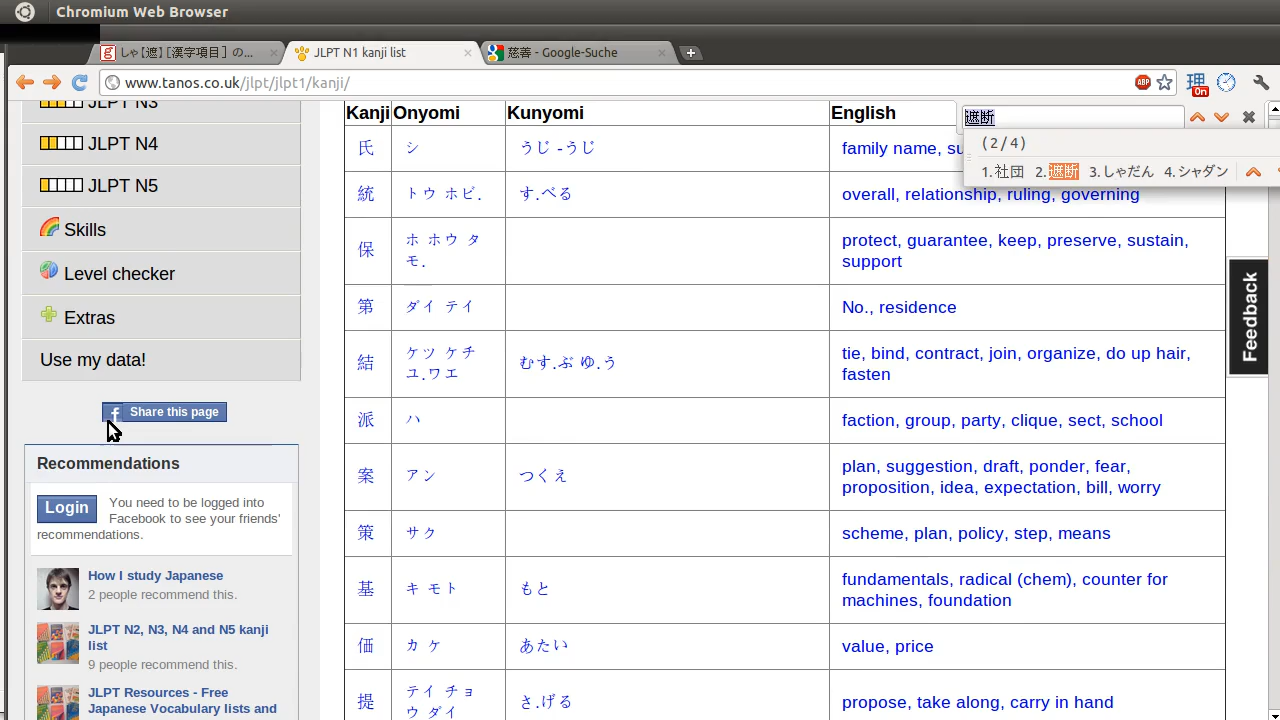 Chromium Web Browser
しゃ【遮】［漢字項目］ の...
JLPT N1 kanji list
慈善 - Google-Suche
www.tanos.co.uk/jlpt/jlpt1/kanji/
ABP
理
On
遮断
(2/4)
1.社団 2.遮断 3.しゃだん 4.シャダン
JLPT N3
JLPT N4
JLPT N5
Skills
Level checker
Extras
Use my data!
Share this page
Recommendations
Login
You need to be logged into
Facebook to see your friends'
recommendations.
How I study Japanese
2 people recommend this.
JLPT N2, N3, N4 and N5 kanji
list
9 people recommend this.
JLPT Resources - Free
Japanese Vocabulary lists and
Kanji Onyomi Kunyomi English
氏 シ うじ -うじ family name, su
統 トウ ホビ. す.べる overall, relationship, ruling, governing
保 ホ ホウ タ
モ. protect, guarantee, keep, preserve, sustain,
support
第 ダイ テイ No., residence
結 ケツ ケチ
ユ.ワエ むす.ぶ ゆ.う tie, bind, contract, join, organize, do up hair,
fasten
派 ハ faction, group, party, clique, sect, school
案 アン つくえ plan, suggestion, draft, ponder, fear,
proposition, idea, expectation, bill, worry
策 サク scheme, plan, policy, step, means
基 キ モト もと fundamentals, radical (chem), counter for
machines, foundation
価 カ ケ あたい value, price
提 テイ チョ
ウ ダイ さ.げる propose, take along, carry in hand
Feedback